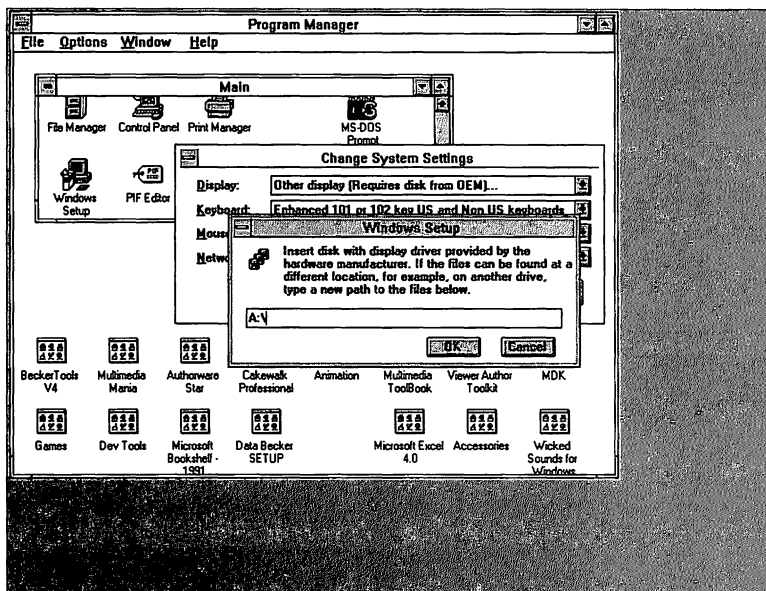 Program Manager
File Options Window Help
Main
File Manager
Control Panel
Print Manager
MS-DOS
Prompt
Windows
Setup
PIF Editor
Change System Settings
Display: Other display (Requires disk from OEM)...
Keyboard: Enhanced 101 or 102 key US and Non US keyboards
Windows Setup
Insert disk with display driver provided by the
hardware manufacturer. If the files can be found at a
different location, for example, on another drive,
type a new path to the files below.
A:\
OK Cancel
BeckerTools
V4
Multimedia
Mania
Authorware
Star
Cakewalk
Professional
Animation
Multimedia
ToolBook
Viewer Author
Toolkit
MDK
Games
Dev Tools
Microsoft
Bookshelf -
1991
Data Becker
SETUP
Microsoft Excel
4.0
Accessories
Wicked
Sounds for
Windows